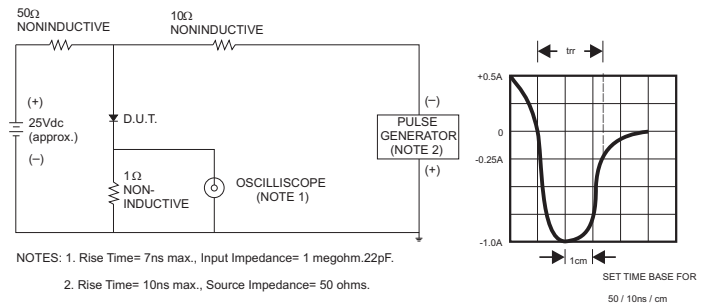 50Ω
NONINDUCTIVE
10Ω
NONINDUCTIVE
(+)
25Vdc
(approx.)
(–)
D.U.T.
1Ω
NON-
INDUCTIVE
OSCILLISCOPE
(NOTE 1)
(–)
PULSE
GENERATOR
(NOTE 2)
(+)
trr
+0.5A
0
-0.25A
-1.0A
1cm
SET TIME BASE FOR
50 / 10ns / cm
NOTES: 1. Rise Time= 7ns max., Input Impedance= 1 megohm.22pF.
2. Rise Time= 10ns max., Source Impedance= 50 ohms.